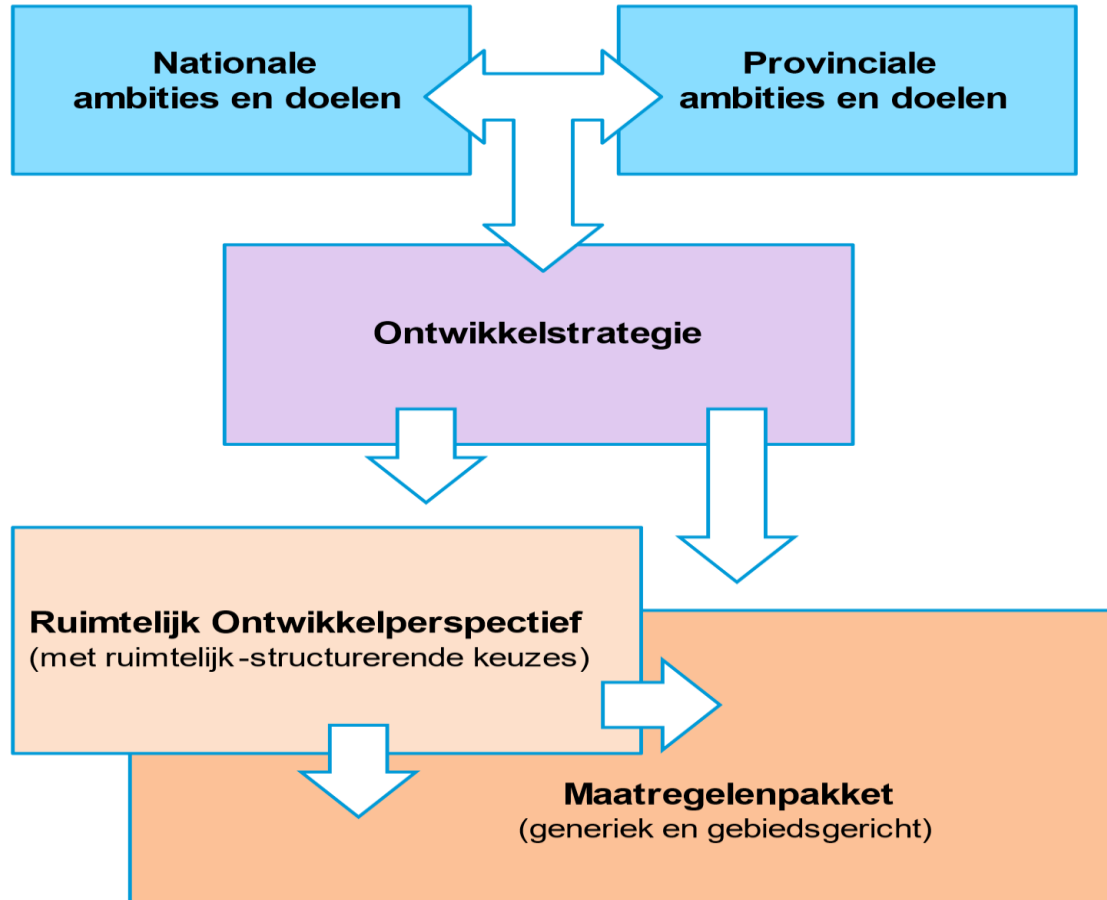 Nationale
ambities en doelen
Provinciale
ambities en doelen
Ontwikkelstrategie
Ruimtelijk Ontwikkelperspectief
(met ruimtelijk-structurerende keuzes)
Maatregelenpakket
(generiek en gebiedsgericht)